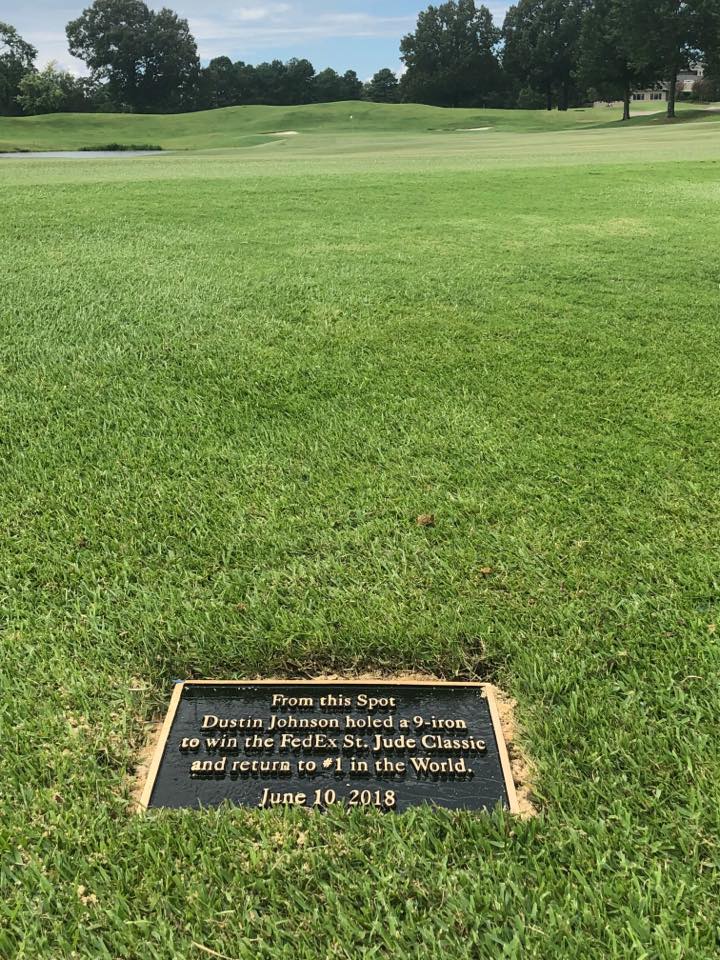 From this Spot
Dustin Johnson holed a 9-iron
to win the FedEx St. Jude Classic
and return to #1 in the World.
June 10, 2018